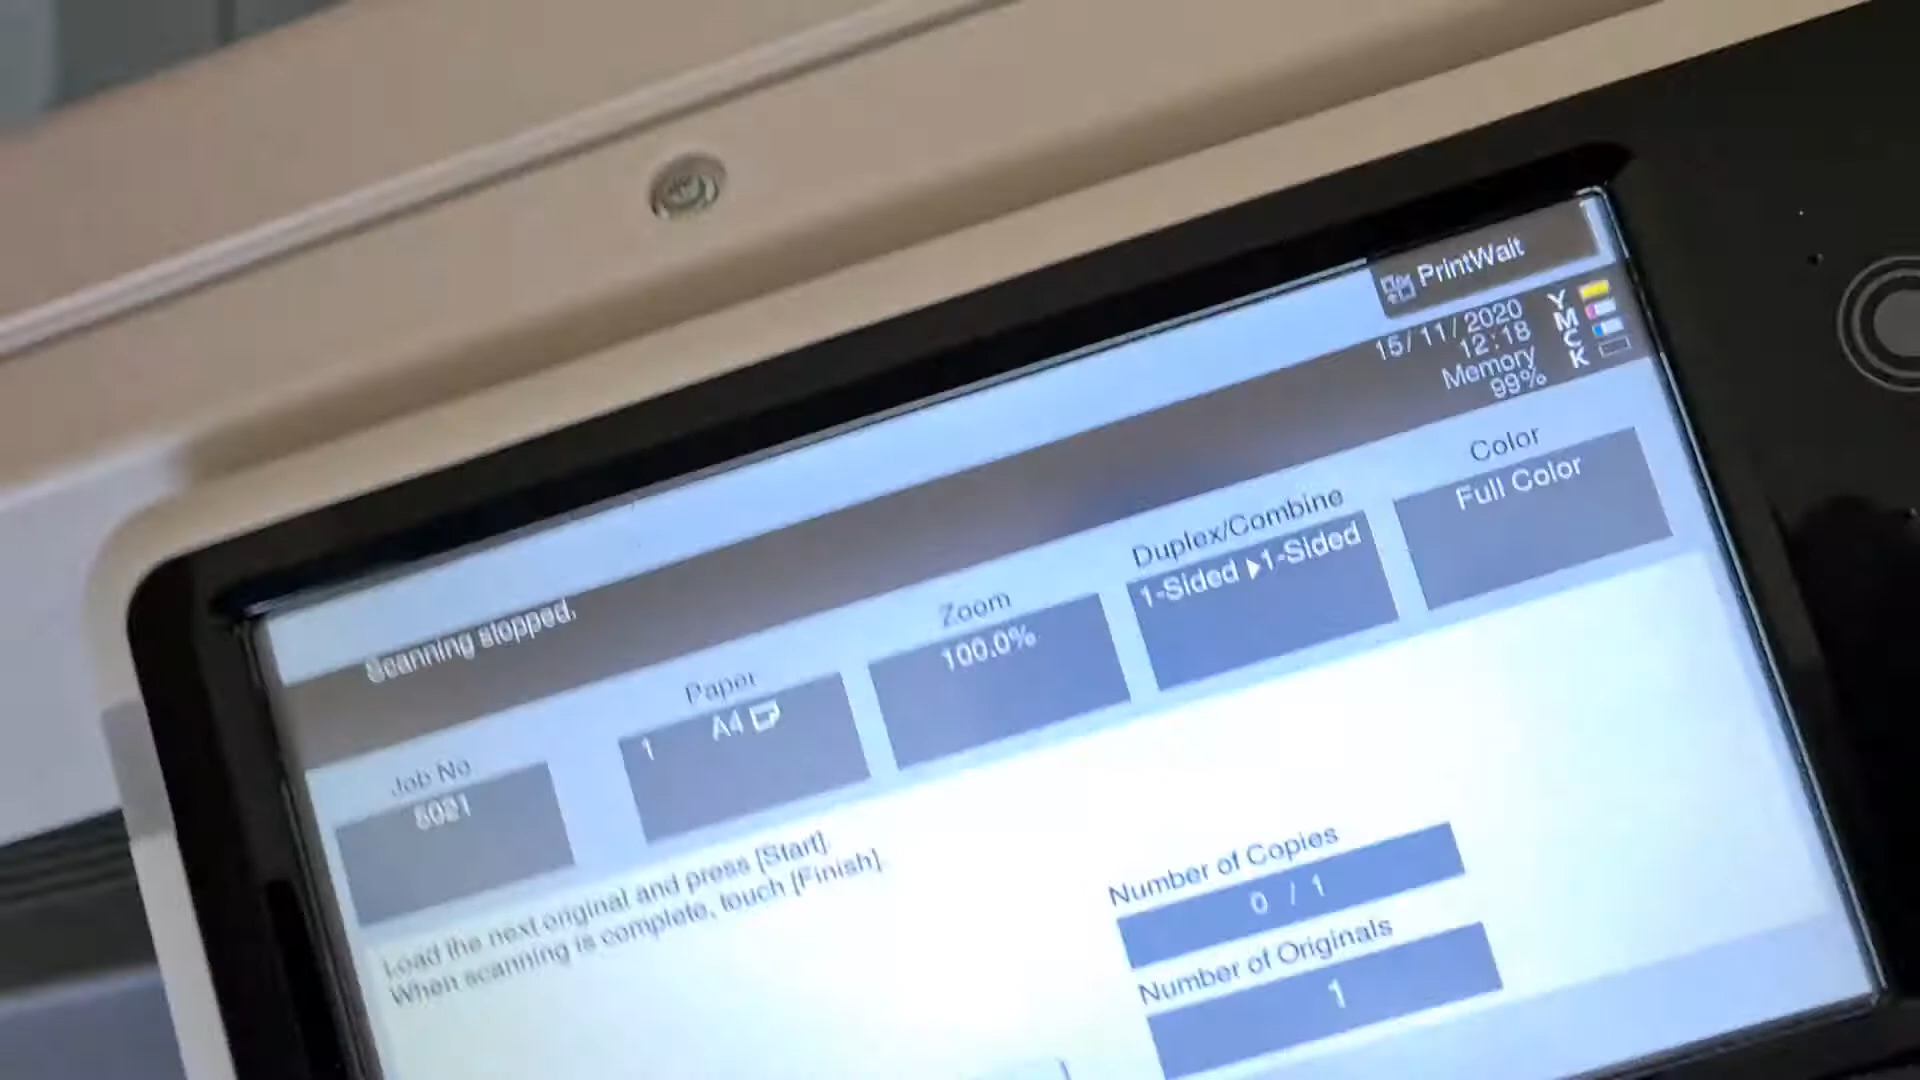 PrintWait
15/11/2020
12:18
Memory
99%
Y
M
C
K
Scanning stopped.
Job No.
Paper
1 A4
Zoom
100.0%
Duplex/Combine
1-Sided ▶1-Sided
Color
Full Color
Load the next original and press [Start].
When scanning is complete, touch [Finish].
Number of Copies
0 / 1
Number of Originals
1